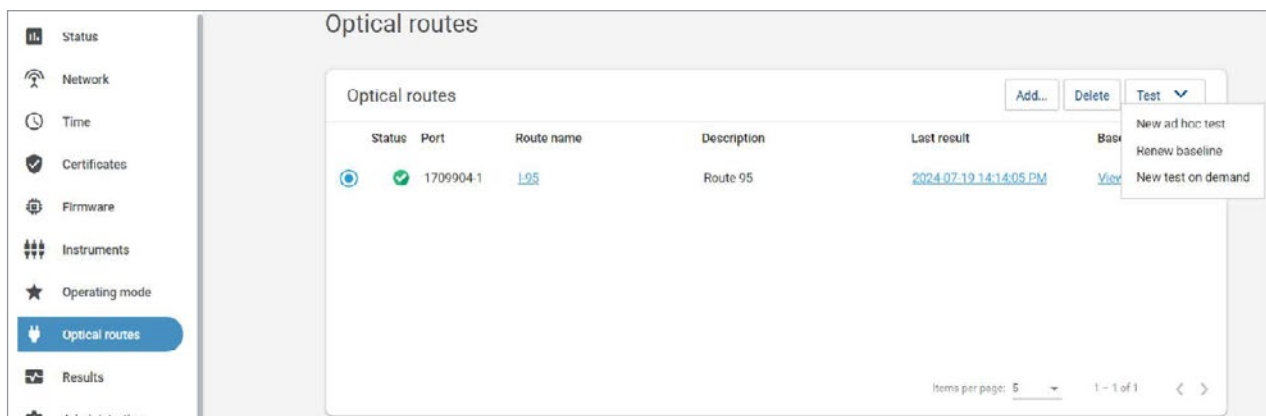 Optical routes
Status
Network
Time
Certificates
Firmware
Instruments
Operating mode
Optical routes
Results
Optical routes
Add... Delete Test
New ad hoc test
Renew baseline
New test on demand
Status Port Route name Description Last result
1709904-1 I-95 Route 95 2024-07-19 14:14:05 PM View
Items per page: 5 1 – 1 of 1